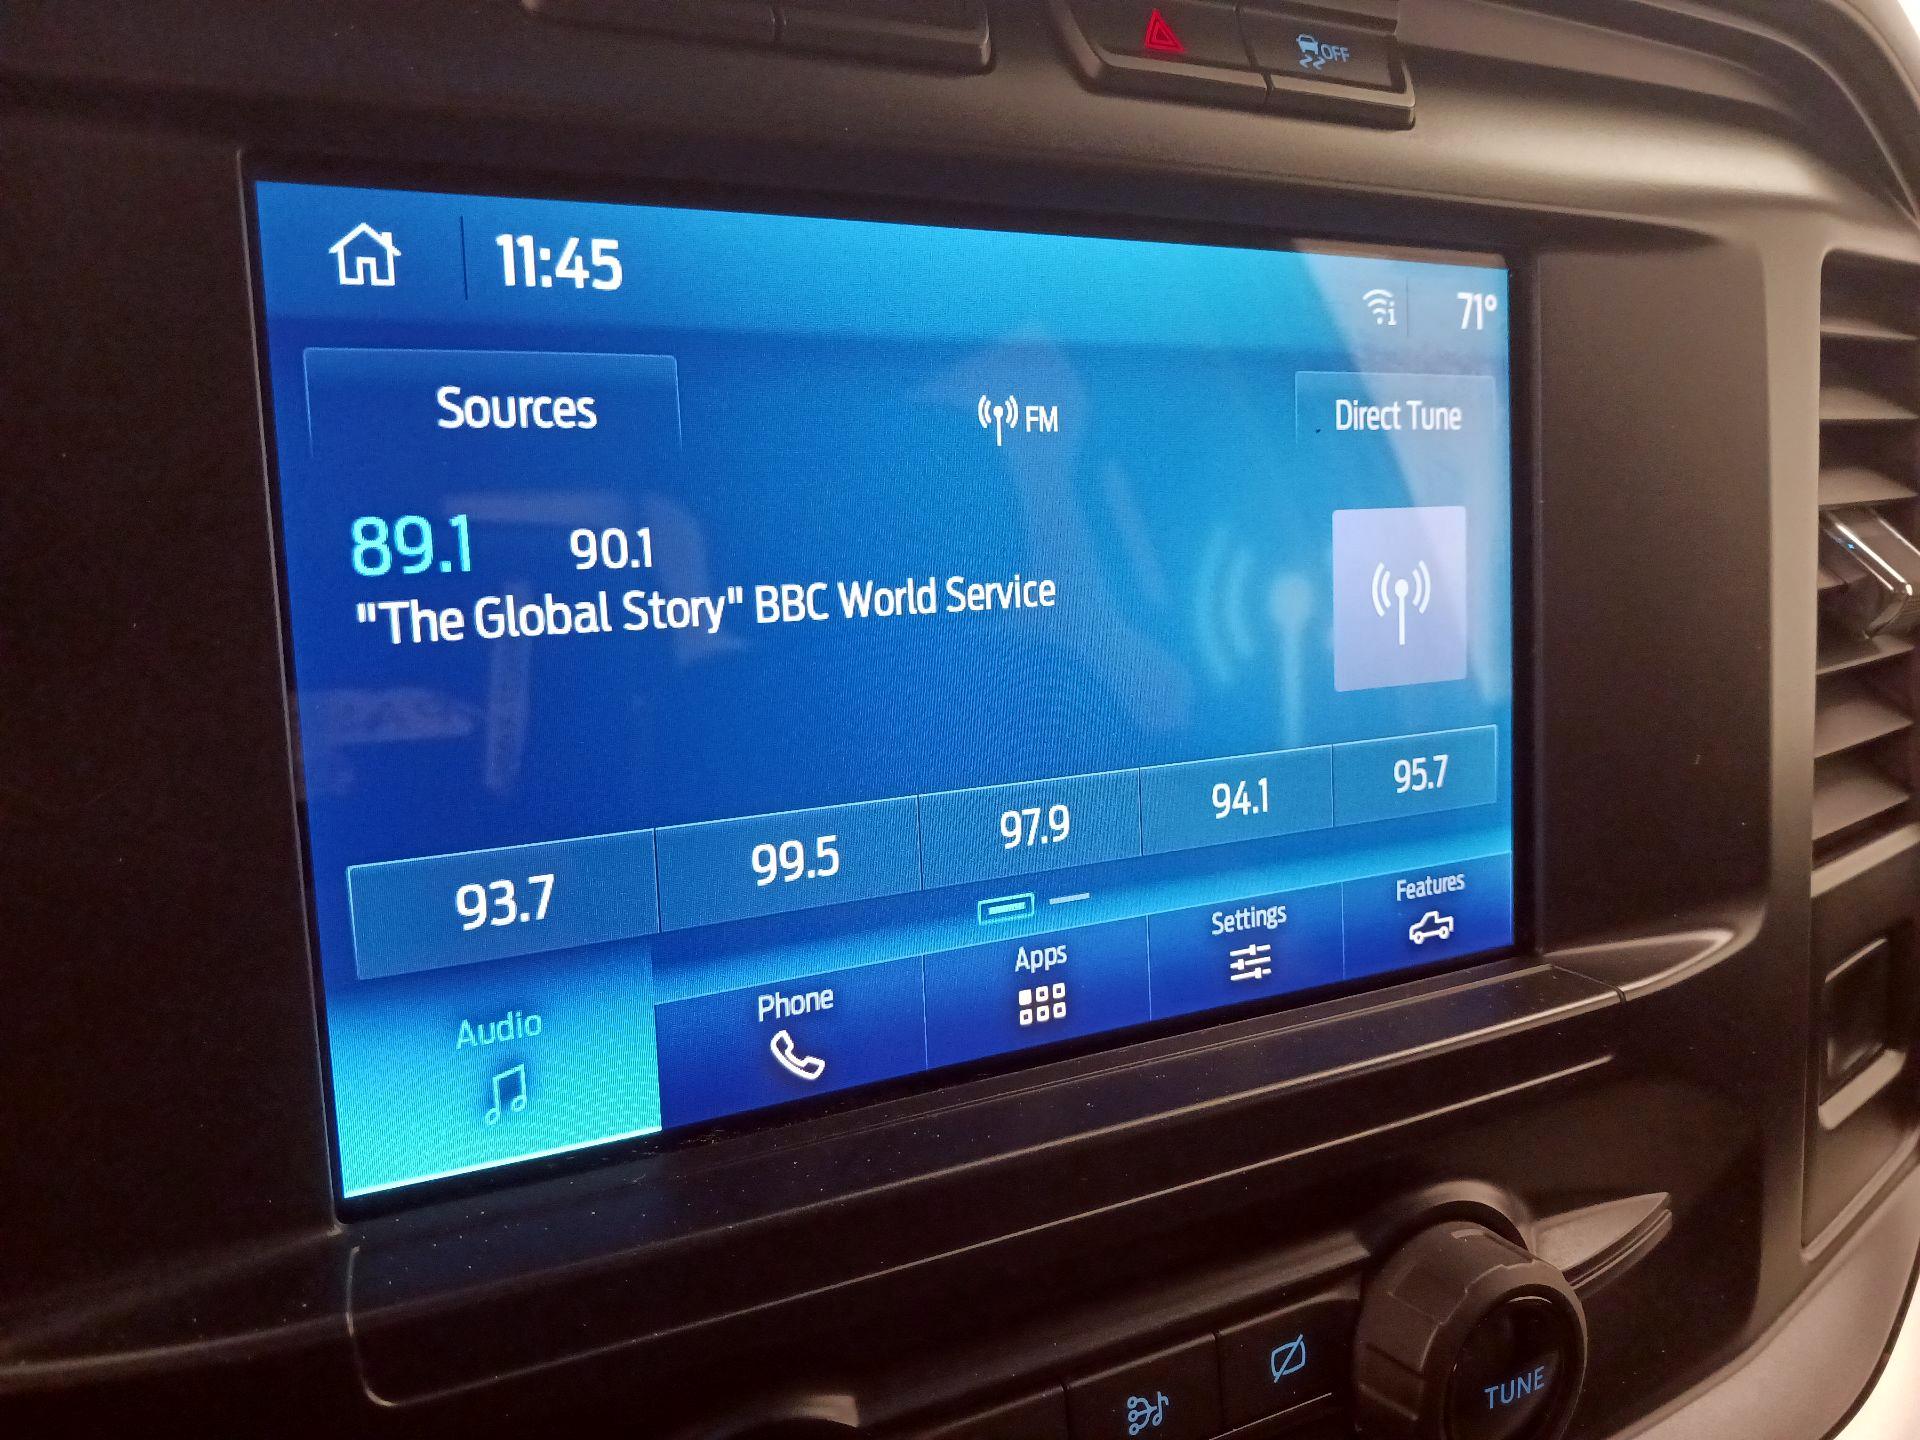 OFF
11:45
71°
Sources
FM
Direct Tune
89.1
90.1
"The Global Story" BBC World Service
93.7
99.5
97.9
94.1
95.7
Audio
Phone
Apps
Settings
Features
TUNE